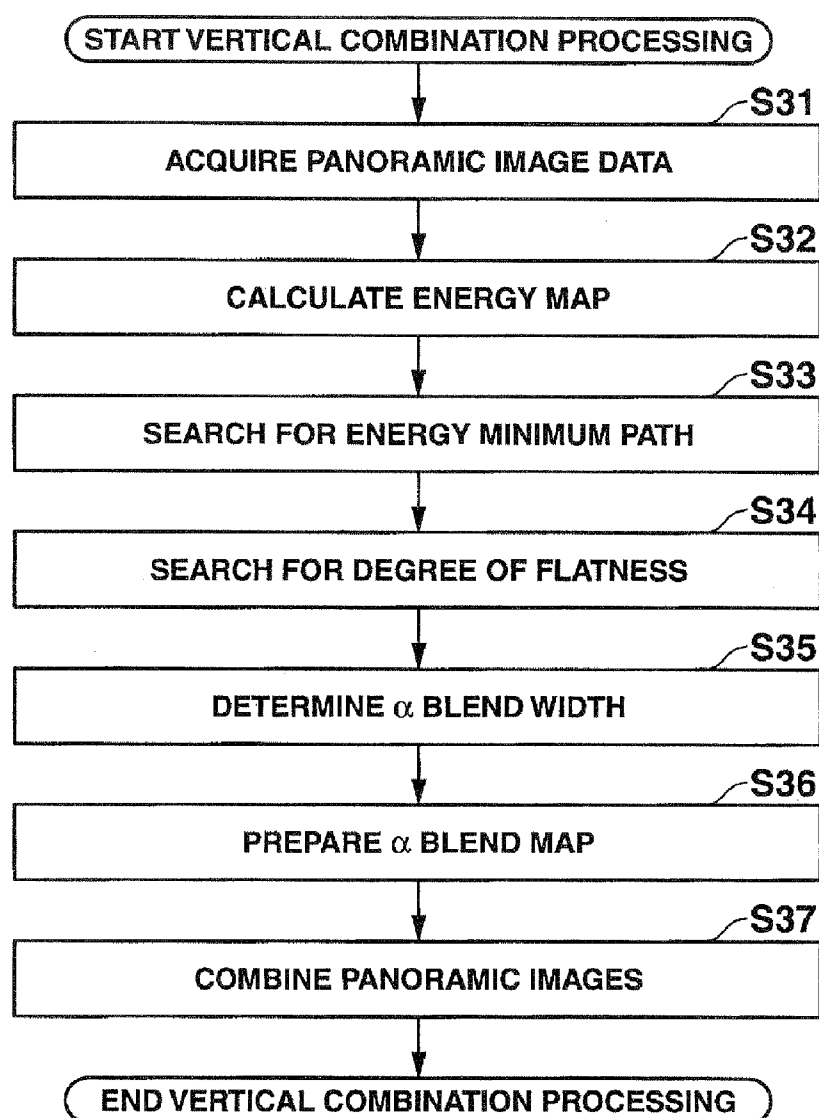 START VERTICAL COMBINATION PROCESSING
S31
ACQUIRE PANORAMIC IMAGE DATA
S32
CALCULATE ENERGY MAP
S33
SEARCH FOR ENERGY MINIMUM PATH
S34
SEARCH FOR DEGREE OF FLATNESS
S35
DETERMINE α BLEND WIDTH
S36
PREPARE α BLEND MAP
S37
COMBINE PANORAMIC IMAGES
END VERTICAL COMBINATION PROCESSING